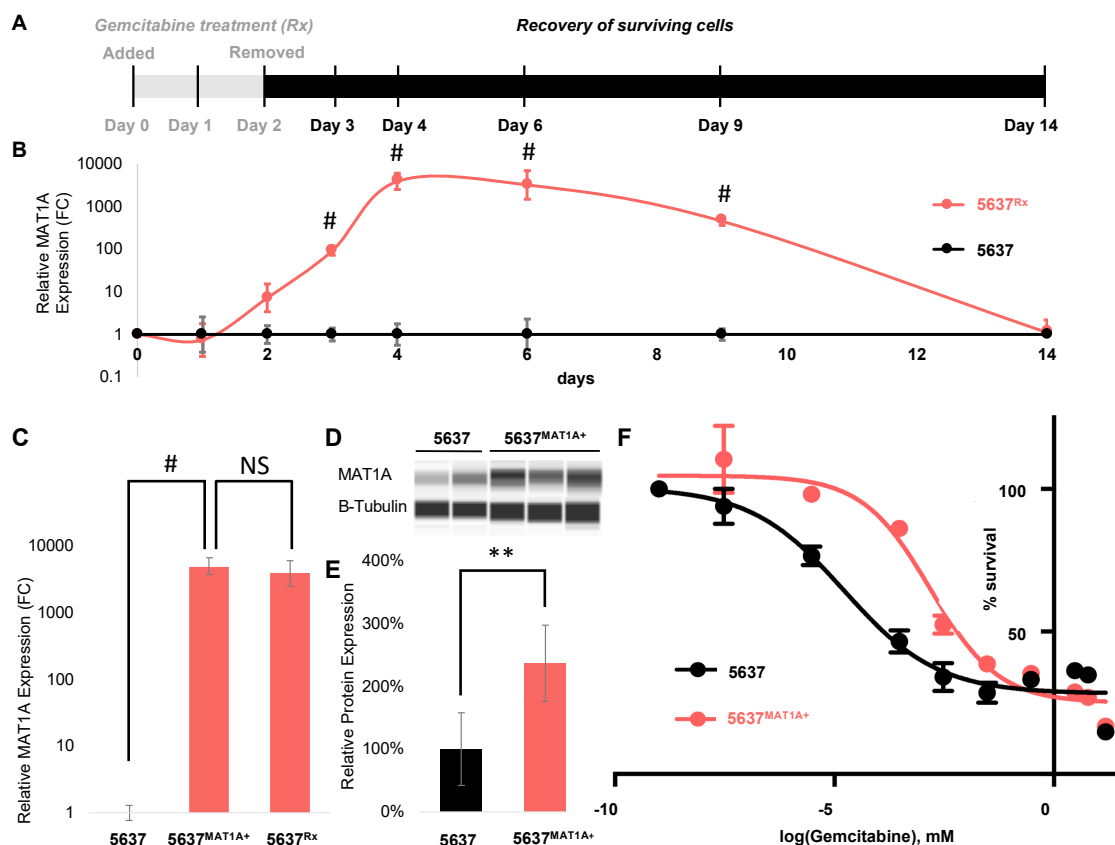 A
Gemcitabine treatment (Rx)
Recovery of surviving cells
Added
Removed
Day 0 Day 1 Day 2 Day 3 Day 4 Day 6 Day 9 Day 14
B
Relative MAT1A
Expression (FC)
10000
1000
100
10
1
0.1
# # # #
5637Rx
5637
0 2 4 6 8 10 12 14
days
C
# NS
Relative MAT1A Expression (FC)
10000
1000
100
10
1
5637 5637MAT1A+ 5637Rx
D
5637 5637MAT1A+
MAT1A
B-Tubulin
E
**
Relative Protein Expression
400%
300%
200%
100%
0%
5637 5637MAT1A+
F
100
50
% survival
5637
5637MAT1A+
-10 -5 0
log(Gemcitabine), mM